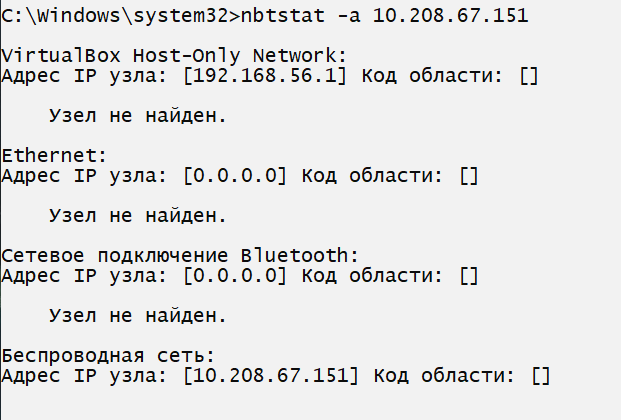 C:\Windows\system32>nbtstat -a 10.208.67.151
VirtualBox Host-Only Network:
Адрес IP узла: [192.168.56.1] Код области: []
Узел не найден.
Ethernet:
Адрес IP узла: [0.0.0.0] Код области: []
Узел не найден.
Сетевое подключение Bluetooth:
Адрес IP узла: [0.0.0.0] Код области: []
Узел не найден.
Беспроводная сеть:
Адрес IP узла: [10.208.67.151] Код области: []